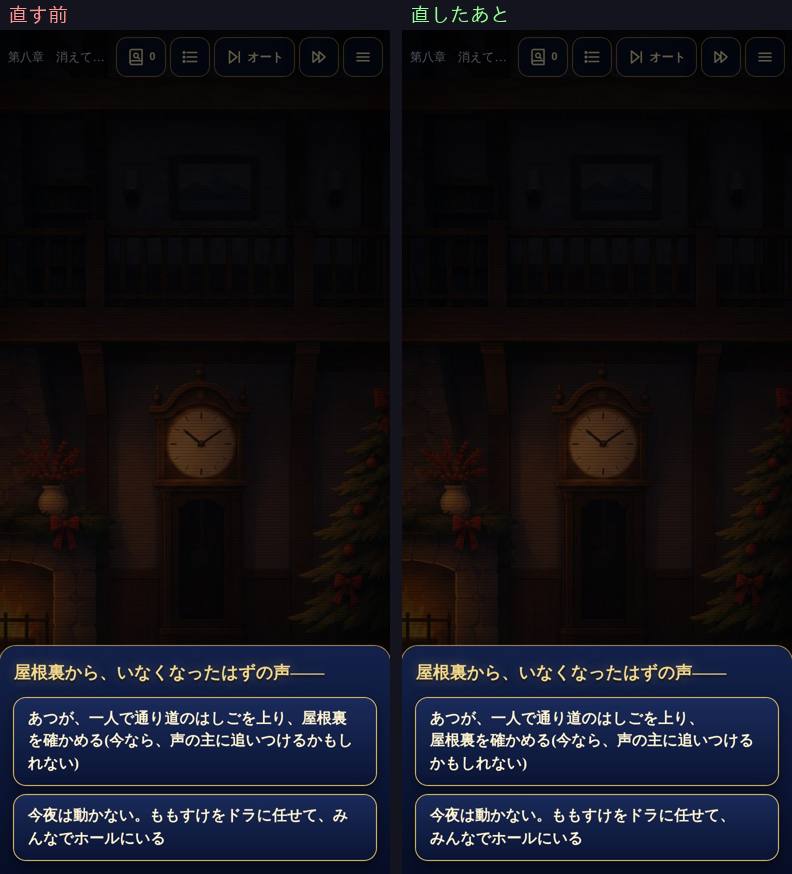 直す前
第八章　消えて…
0
オート
屋根裏から、いなくなったはずの声――
あつが、一人で通り道のはしごを上り、屋根裏
を確かめる(今なら、声の主に追いつけるかもし
れない)
今夜は動かない。ももすけをドラに任せて、み
んなでホールにいる
直したあと
第八章　消えて…
0
オート
屋根裏から、いなくなったはずの声――
あつが、一人で通り道のはしごを上り、
屋根裏を確かめる(今なら、声の主に追いつける
かもしれない)
今夜は動かない。ももすけをドラに任せて、
みんなでホールにいる